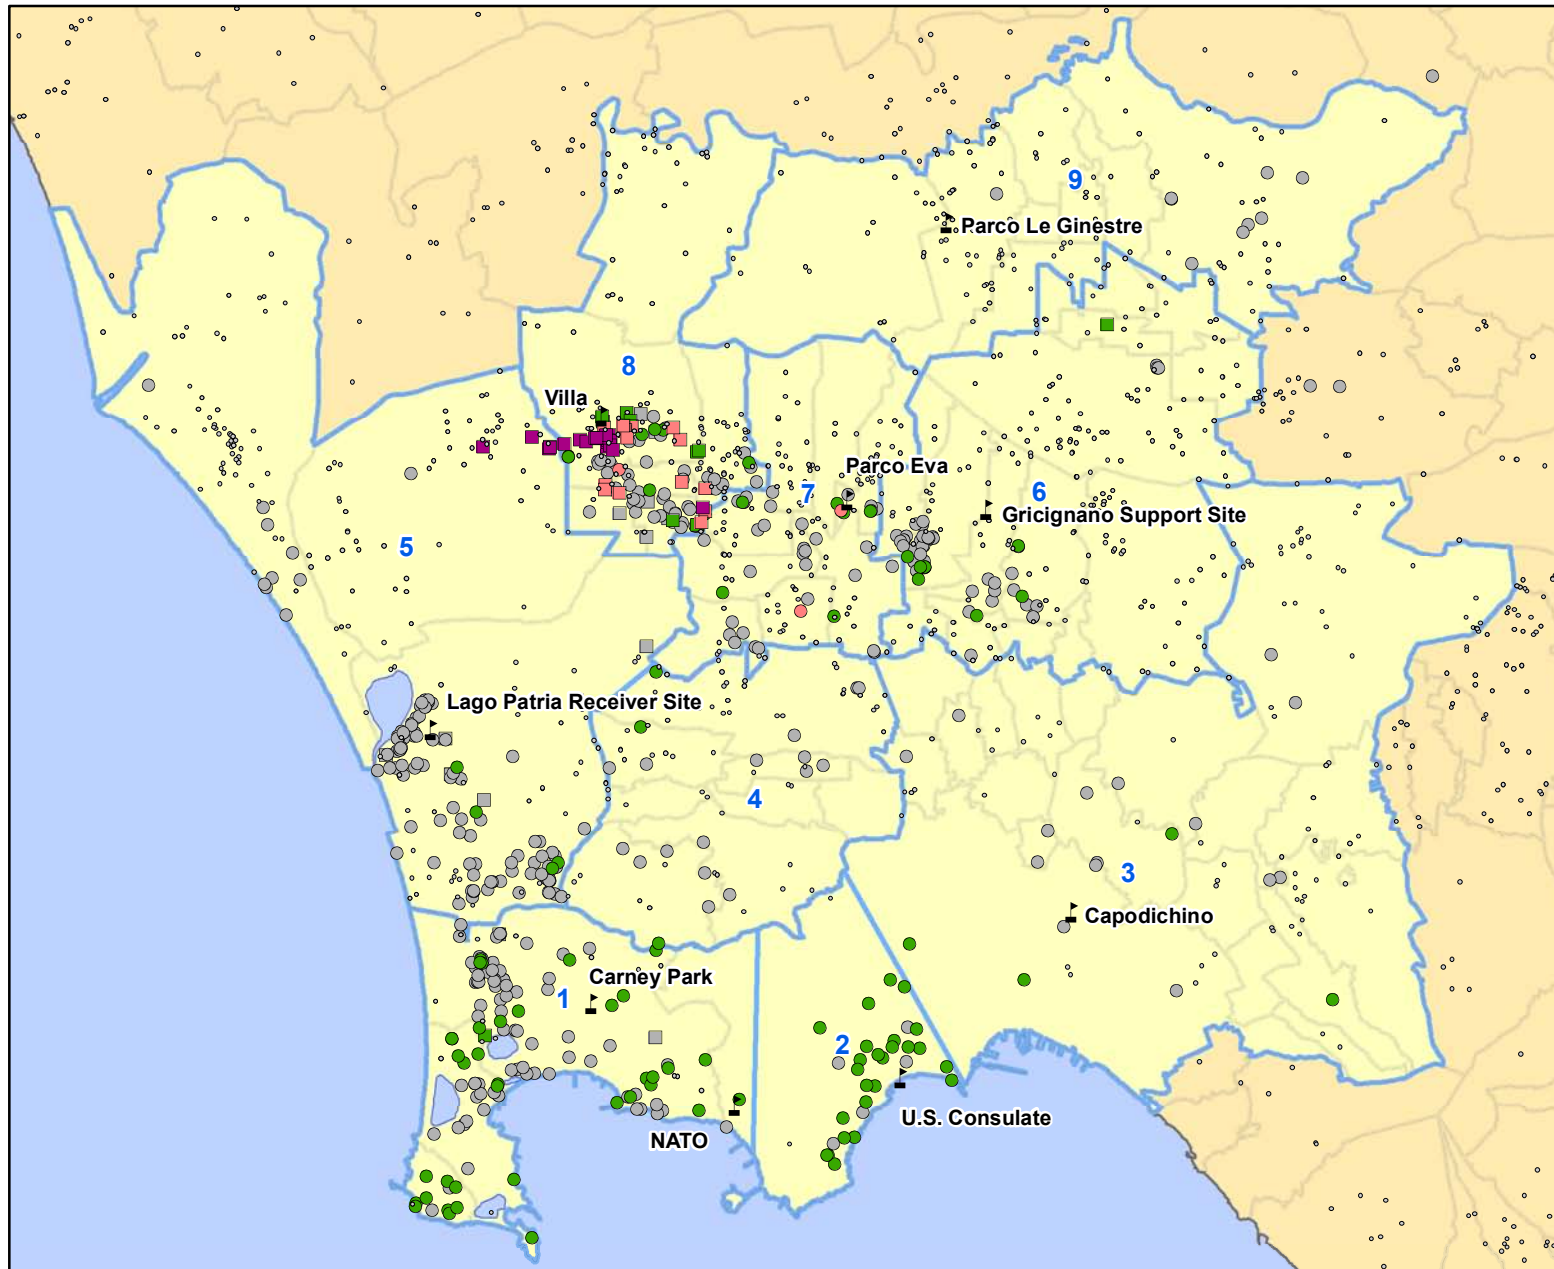 9
Parco Le Ginestre
8
Villa
Parco Eva
7
6
Gricignano Support Site
5
Lago Patria Receiver Site
4
3
Capodichino
Carney Park
1
2
U.S. Consulate
NATO